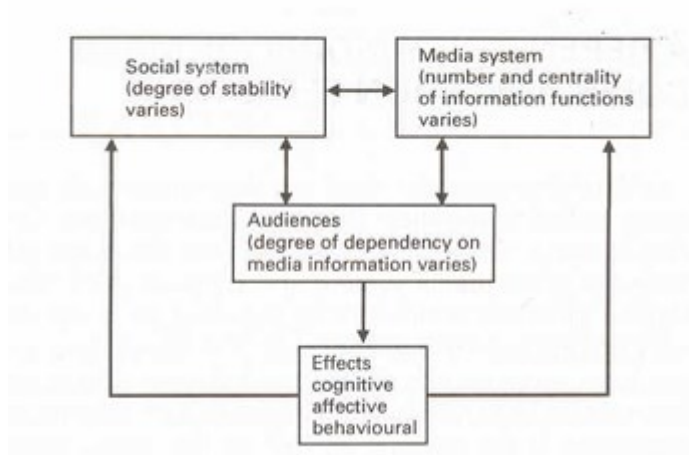 Social system
(degree of stability
varies)
Media system
(number and centrality
of information functions
varies)
Audiences
(degree of dependency on
media information varies)
Effects
cognitive
affective
behavioural